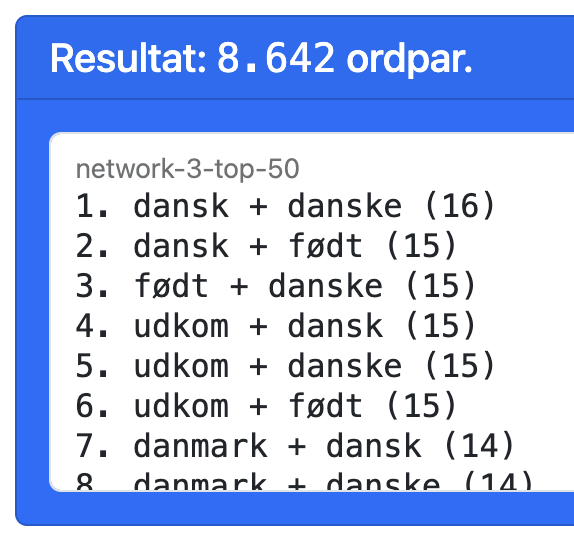 Resultat: 8.642 ordpar.
network-3-top-50
1. dansk + danske (16)
2. dansk + født (15)
3. født + danske (15)
4. udkom + dansk (15)
5. udkom + danske (15)
6. udkom + født (15)
7. danmark + dansk (14)
8. danmark + danske (14)